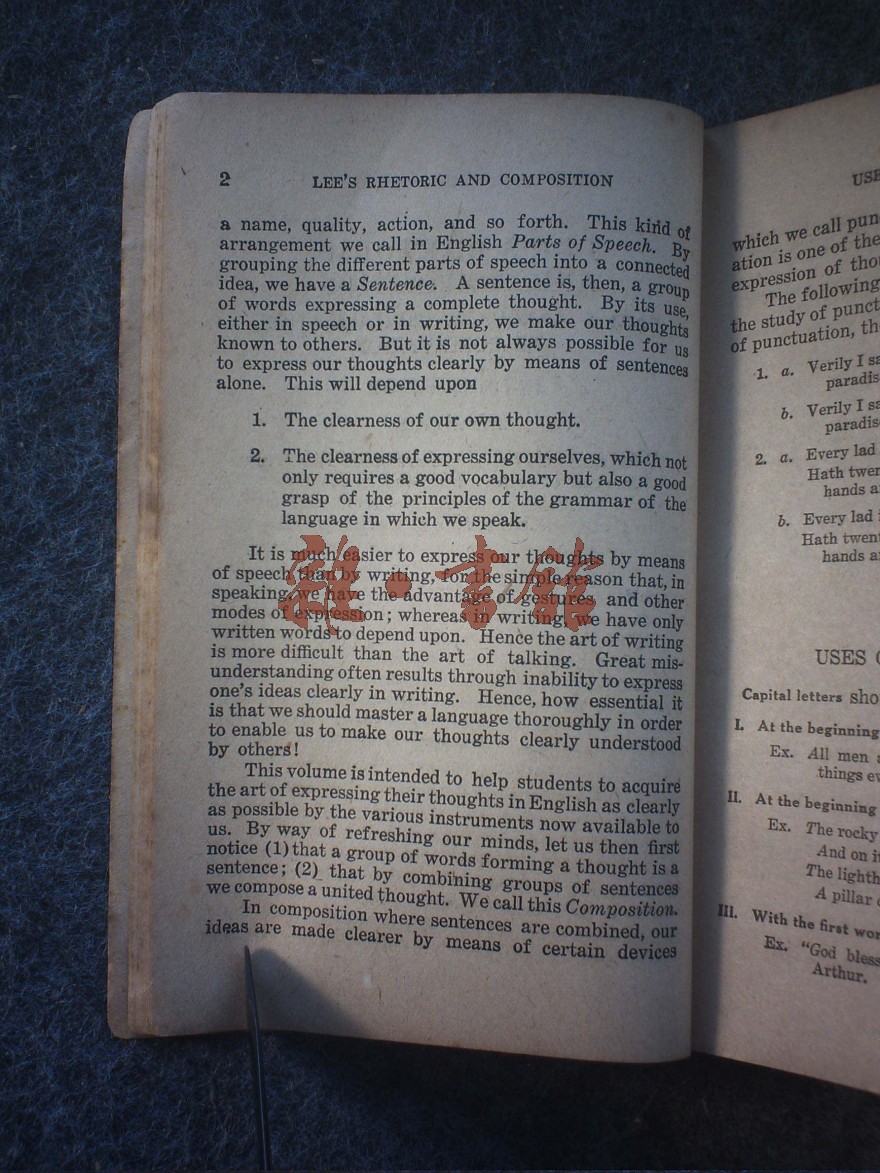 2 LEE'S RHETORIC AND COMPOSITION
a name, quality, action, and so forth. This kind of
arrangement we call in English Parts of Speech. By
grouping the different parts of speech into a connected
idea, we have a Sentence. A sentence is, then, a group
of words expressing a complete thought. By its use,
either in speech or in writing, we make our thoughts
known to others. But it is not always possible for us
to express our thoughts clearly by means of sentences
alone. This will depend upon
1. The clearness of our own thought.
2. The clearness of expressing ourselves, which not
only requires a good vocabulary but also a good
grasp of the principles of the grammar of the
language in which we speak.
It is much easier to express our thoughts by means
of speech than by writing, for the simple reason that, in
speaking, we have the advantage of gestures and other
modes of expression; whereas in writing, we have only
written words to depend upon. Hence the art of writing
is more difficult than the art of talking. Great mis-
understanding often results through inability to express
one's ideas clearly in writing. Hence, how essential it
is that we should master a language thoroughly in order
to enable us to make our thoughts clearly understood
by others!
This volume is intended to help students to acquire
the art of expressing their thoughts in English as clearly
as possible by the various instruments now available to
us. By way of refreshing our minds, let us then first
notice (1) that a group of words forming a thought is a
sentence; (2) that by combining groups of sentences
we compose a united thought. We call this Composition.
In composition where sentences are combined, our
ideas are made clearer by means of certain devices
USE
which we call pun
ation is one of the
expression of tho
The following
the study of punct
of punctuation, th
1. a. Verily I sa
paradis
b. Verily I sa
paradis
2. a. Every lad
Hath twen
hands a
b. Every lad i
Hath twent
hands a
USES
Capital letters sho
I. At the beginning
Ex. All men
things ev
II. At the beginning
Ex. The rocky
And on i
The lighth
A pillar
III. With the first wor
Ex. "God bless
Arthur.